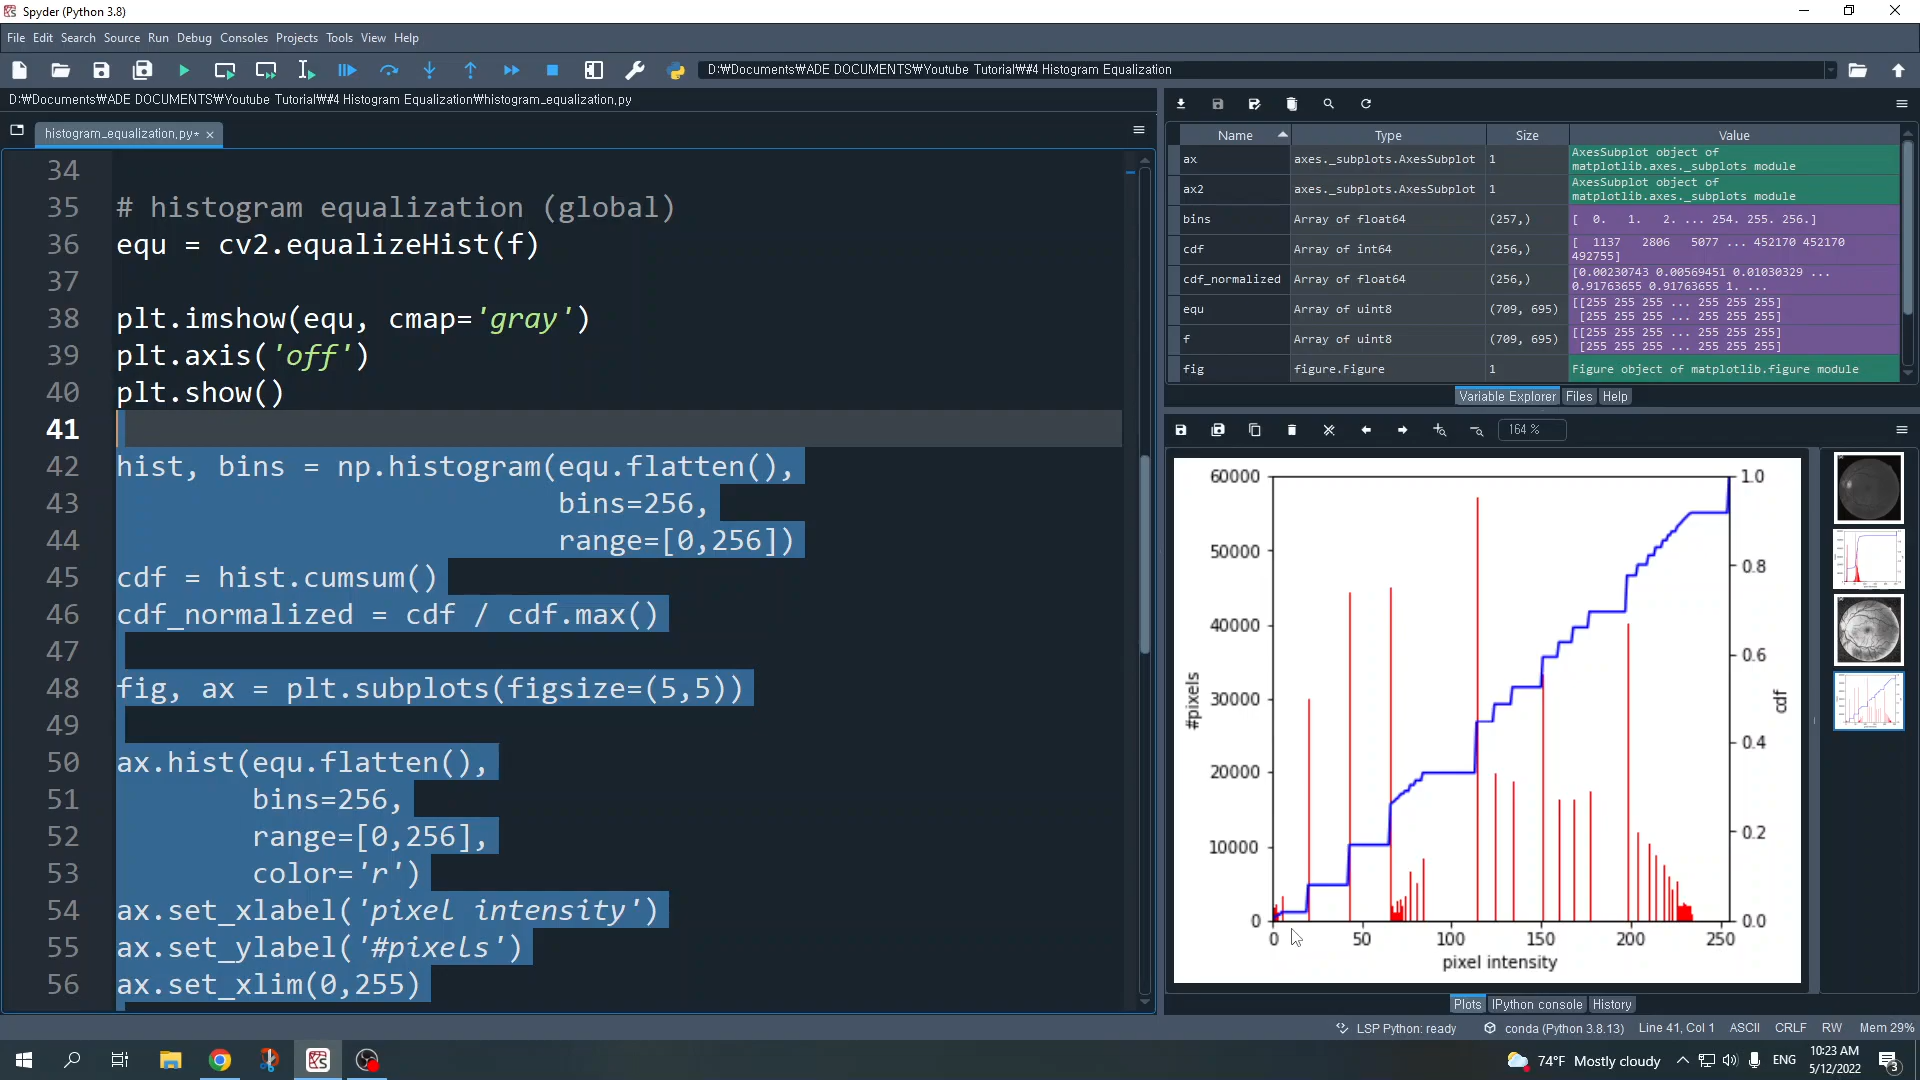 Spyder (Python 3.8)
File Edit Search Source Run Debug Consoles Projects Tools View Help
D:₩Documents₩ADE DOCUMENTS₩Youtube Tutorial₩#4 Histogram Equalization
D:₩Documents₩ADE DOCUMENTS₩Youtube Tutorial₩#4 Histogram Equalization₩histogram_equalization.py
histogram_equalization.py*
34
35 # histogram equalization (global)
36 equ = cv2.equalizeHist(f)
37
38 plt.imshow(equ, cmap='gray')
39 plt.axis('off')
40 plt.show()
41
42 hist, bins = np.histogram(equ.flatten(),
43 bins=256,
44 range=[0,256])
45 cdf = hist.cumsum()
46 cdf_normalized = cdf / cdf.max()
47
48 fig, ax = plt.subplots(figsize=(5,5))
49
50 ax.hist(equ.flatten(),
51 bins=256,
52 range=[0,256],
53 color='r')
54 ax.set_xlabel('pixel intensity')
55 ax.set_ylabel('#pixels')
56 ax.set_xlim(0,255)
Name Type Size Value
ax axes._subplots.AxesSubplot 1 AxesSubplot object of
matplotlib.axes._subplots module
ax2 axes._subplots.AxesSubplot 1 AxesSubplot object of
matplotlib.axes._subplots module
bins Array of float64 (257,) [ 0. 1. 2. ... 254. 255. 256.]
cdf Array of int64 (256,) [ 1137 2806 5077 ... 452170 452170
492755]
cdf_normalized Array of float64 (256,) [0.00230743 0.00569451 0.01030329 ...
0.91763655 0.91763655 1. ...
equ Array of uint8 (709, 695) [[255 255 255 ... 255 255 255]
[255 255 255 ... 255 255 255]
f Array of uint8 (709, 695) [[255 255 255 ... 255 255 255]
[255 255 255 ... 255 255 255]
fig figure.Figure 1 Figure object of matplotlib.figure module
Variable Explorer Files Help
164 %
60000 1.0
50000
0.8
40000
0.6
30000
#pixels
cdf
0.4
20000
0.2
10000
0 0.0
0 50 100 150 200 250
pixel intensity
Plots IPython console History
LSP Python: ready conda (Python 3.8.13) Line 41, Col 1 ASCII CRLF RW Mem 29%
74°F Mostly cloudy ENG
10:23 AM
5/12/2022
3